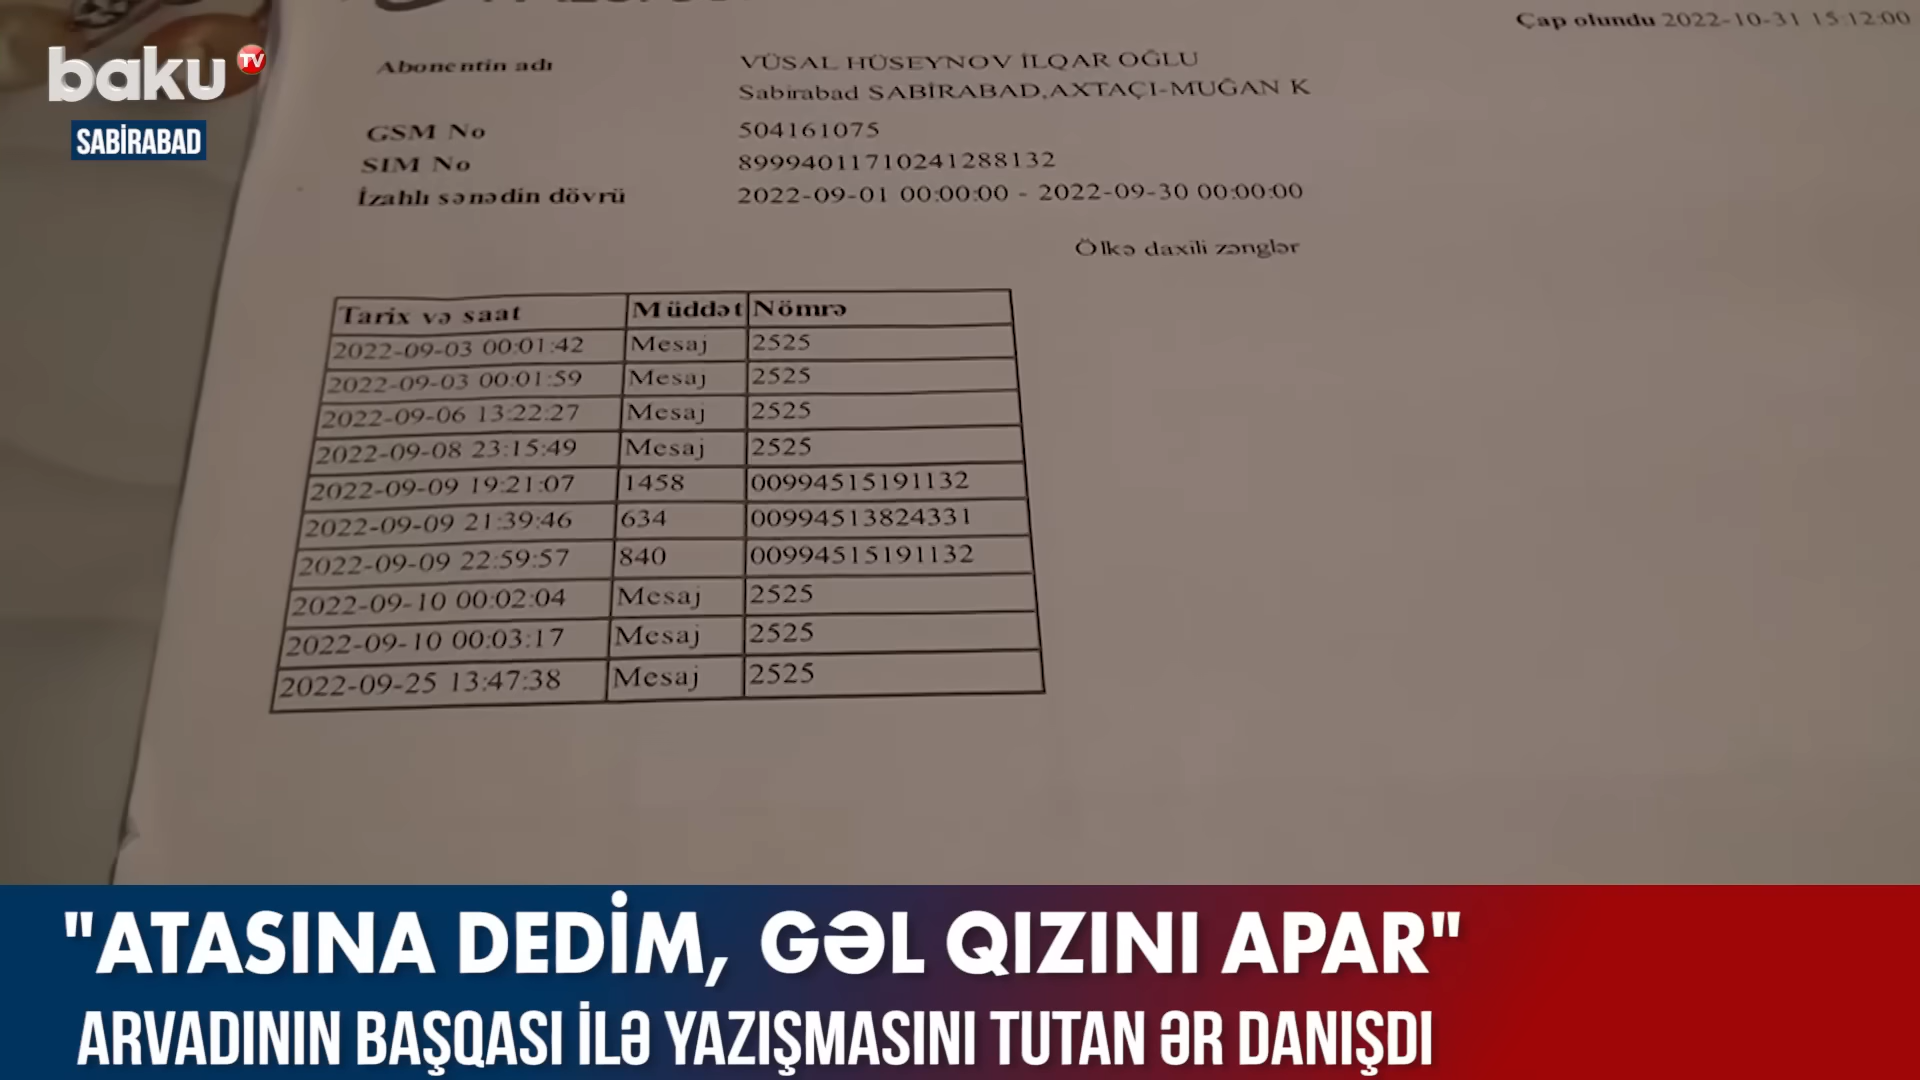 Çap olundu 2022-10-31 15:12:00
baku TV
SABİRABAD
Abonentin adı VÜSAL HÜSEYNOV İLQAR OĞLU
Sabirabad SABİRABAD,AXTAÇI-MUĞAN K
GSM No 504161075
SIM No 89994011710241288132
İzahlı sənədin dövrü 2022-09-01 00:00:00 - 2022-09-30 00:00:00
Ölkə daxili zənglər
Tarix və saat Müddət Nömrə
2022-09-03 00:01:42 Mesaj 2525
2022-09-03 00:01:59 Mesaj 2525
2022-09-06 13:22:27 Mesaj 2525
2022-09-08 23:15:49 Mesaj 2525
2022-09-09 19:21:07 1458 00994515191132
2022-09-09 21:39:46 634 00994513824331
2022-09-09 22:59:57 840 00994515191132
2022-09-10 00:02:04 Mesaj 2525
2022-09-10 00:03:17 Mesaj 2525
2022-09-25 13:47:38 Mesaj 2525
"ATASINA DEDİM, GƏL QIZINI APAR"
ARVADININ BAŞQASI İLƏ YAZIŞMASINI TUTAN ƏR DANIŞDI